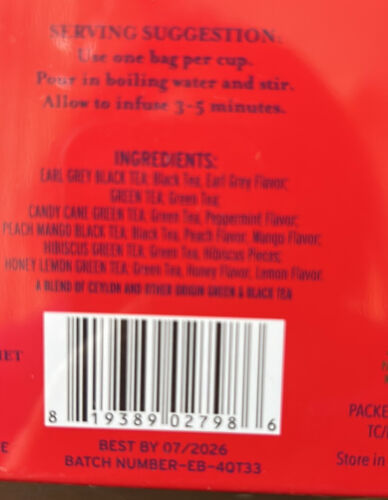 SERVING SUGGESTION:
Use one bag per cup.
Pour in boiling water and stir.
Allow to infuse 3-5 minutes.
INGREDIENTS:
EARL GREY BLACK TEA: Black Tea, Earl Grey Flavor;
GREEN TEA: Green Tea;
CANDY CANE GREEN TEA: Green Tea, Peppermint Flavor;
PEACH MANGO BLACK TEA: Black Tea, Peach Flavor, Mango Flavor;
HIBISCUS GREEN TEA: Green Tea, Hibiscus Pieces;
HONEY LEMON GREEN TEA: Green Tea, Honey Flavor, Lemon Flavor.
A BLEND OF CEYLON AND OTHER ORIGIN GREEN & BLACK TEA
8 19389 02798 6
BEST BY 07/2026
BATCH NUMBER-EB-4QT33
PACKE
TC/
Store in